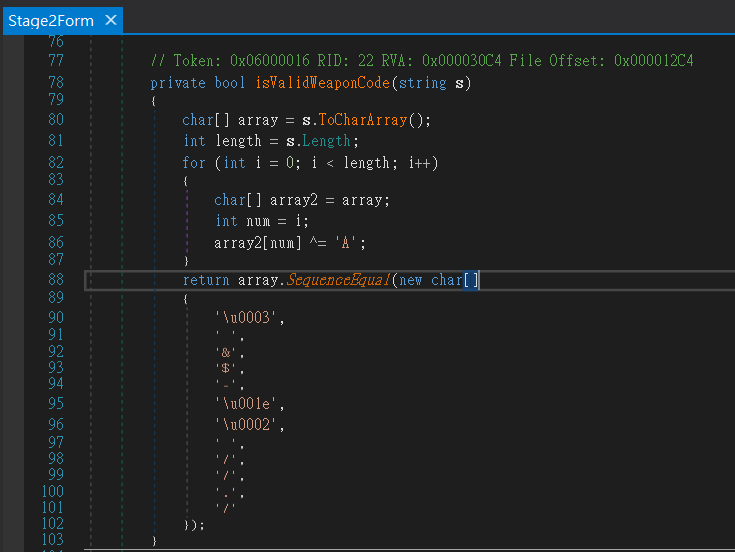 Stage2Form ✕
76
77 // Token: 0x06000016 RID: 22 RVA: 0x000030C4 File Offset: 0x000012C4
78 private bool isValidWeaponCode(string s)
79 {
80 char[] array = s.ToCharArray();
81 int length = s.Length;
82 for (int i = 0; i < length; i++)
83 {
84 char[] array2 = array;
85 int num = i;
86 array2[num] ^= 'A';
87 }
88 return array.SequenceEqual(new char[]
89 {
90 '\u0003',
91 ' ',
92 '&',
93 '$',
94 '-',
95 '\u001e',
96 '\u0002',
97 ' ',
98 '/',
99 '/',
100 '.',
101 '/'
102 });
103 }